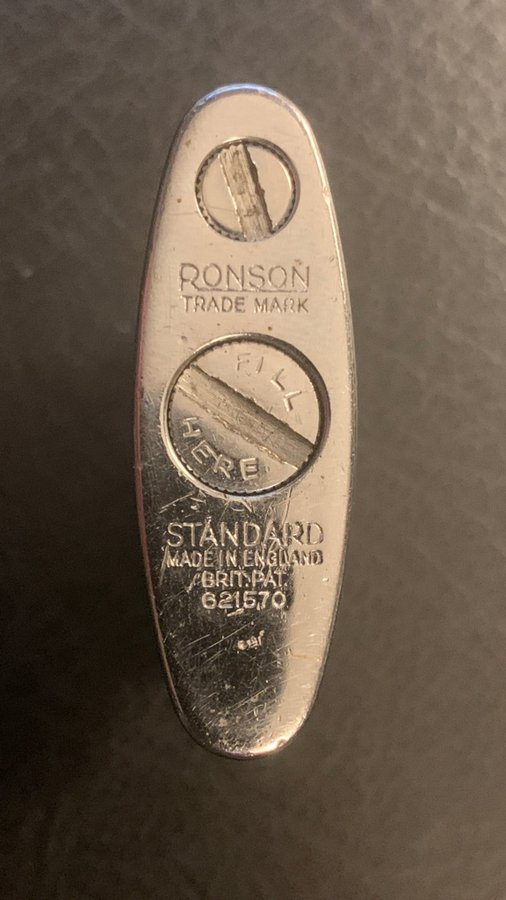 RONSON
TRADE MARK
FILL
HERE
STANDARD
MADE IN ENGLAND
BRIT. PAT.
621570